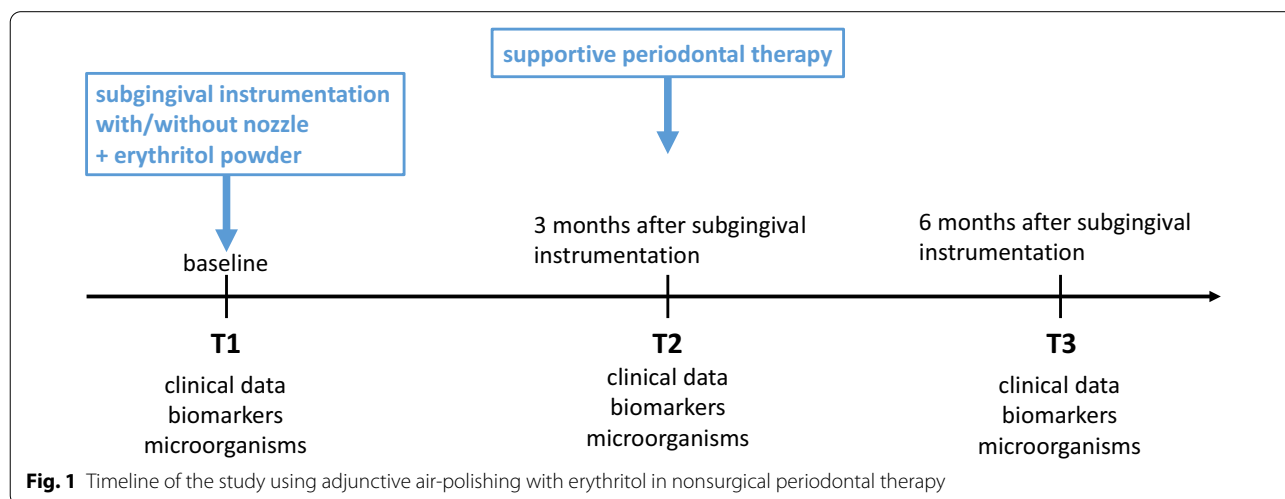 supportive periodontal therapy
subgingival instrumentation
with/without nozzle
+ erythritol powder
baseline
3 months after subgingival
instrumentation
6 months after subgingival
instrumentation
T1
T2
T3
clinical data
biomarkers
microorganisms
clinical data
biomarkers
microorganisms
clinical data
biomarkers
microorganisms
Fig. 1 Timeline of the study using adjunctive air-polishing with erythritol in nonsurgical periodontal therapy